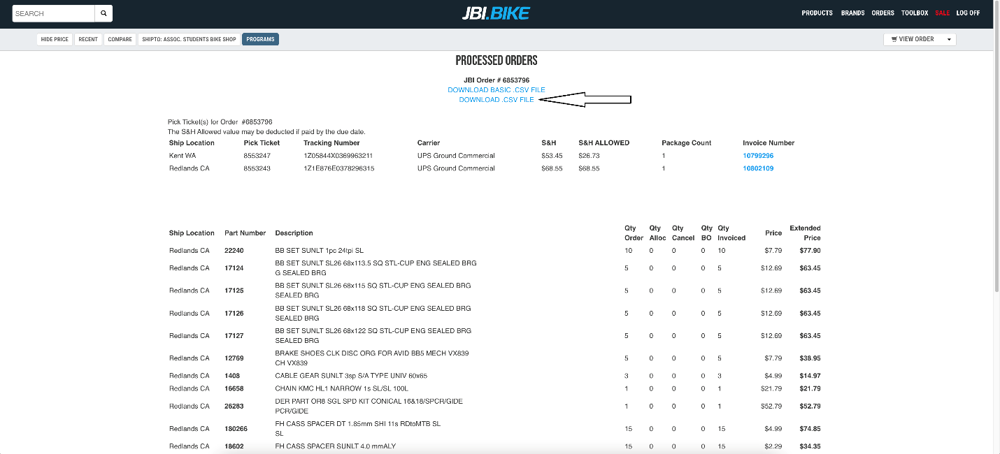 SEARCH
JBI.BIKE
PRODUCTS BRANDS ORDERS TOOLBOX SALE LOG OFF
HIDE PRICE RECENT COMPARE SHIPTO: ASSOC. STUDENTS BIKE SHOP PROGRAMS
VIEW ORDER
PROCESSED ORDERS
JBI Order # 6853796
DOWNLOAD BASIC .CSV FILE
DOWNLOAD .CSV FILE
Pick Ticket(s) for Order #6853796
The S&H Allowed value may be deducted if paid by the due date.
Ship Location Pick Ticket Tracking Number Carrier S&H S&H ALLOWED Package Count Invoice Number
Kent WA 8553247 1Z05844X0369963211 UPS Ground Commercial $53.45 $26.73 1 10799296
Redlands CA 8553243 1Z1E876E0378296315 UPS Ground Commercial $68.55 $68.55 1 10802109
Qty Qty Qty Qty Qty Extended
Ship Location Part Number Description Order Alloc Cancel BO Invoiced Price Price
Redlands CA 22240 BB SET SUNLT 1pc 24tpi SL 10 0 0 0 10 $7.79 $77.90
BB SET SUNLT SL26 68x113.5 SQ STL-CUP ENG SEALED BRG
Redlands CA 17124 G SEALED BRG 5 0 0 0 5 $12.69 $63.45
BB SET SUNLT SL26 68x115 SQ STL-CUP ENG SEALED BRG
Redlands CA 17125 SEALED BRG 5 0 0 0 5 $12.69 $63.45
BB SET SUNLT SL26 68x118 SQ STL-CUP ENG SEALED BRG
Redlands CA 17126 SEALED BRG 5 0 0 0 5 $12.69 $63.45
BB SET SUNLT SL26 68x122 SQ STL-CUP ENG SEALED BRG
Redlands CA 17127 SEALED BRG 5 0 0 0 5 $12.69 $63.45
BRAKE SHOES CLK DISC ORG FOR AVID BB5 MECH VX839
Redlands CA 12769 CH VX839 5 0 0 0 5 $7.79 $38.95
Redlands CA 1408 CABLE GEAR SUNLT 3sp S/A TYPE UNIV 60x65 3 0 0 0 3 $4.99 $14.97
Redlands CA 16658 CHAIN KMC HL1 NARROW 1s SL/SL 100L 1 0 0 0 1 $21.79 $21.79
DER PART OR8 SGL SPD KIT CONICAL 16&18/SPCR/GIDE
Redlands CA 26283 PCR/GIDE 1 0 0 0 1 $52.79 $52.79
FH CASS SPACER DT 1.85mm SHI 11s RDtoMTB SL
Redlands CA 180266 SL 15 0 0 0 15 $4.99 $74.85
Redlands CA 18602 FH CASS SPACER SUNLT 4.0 mmALY 15 0 0 0 15 $2.29 $34.35